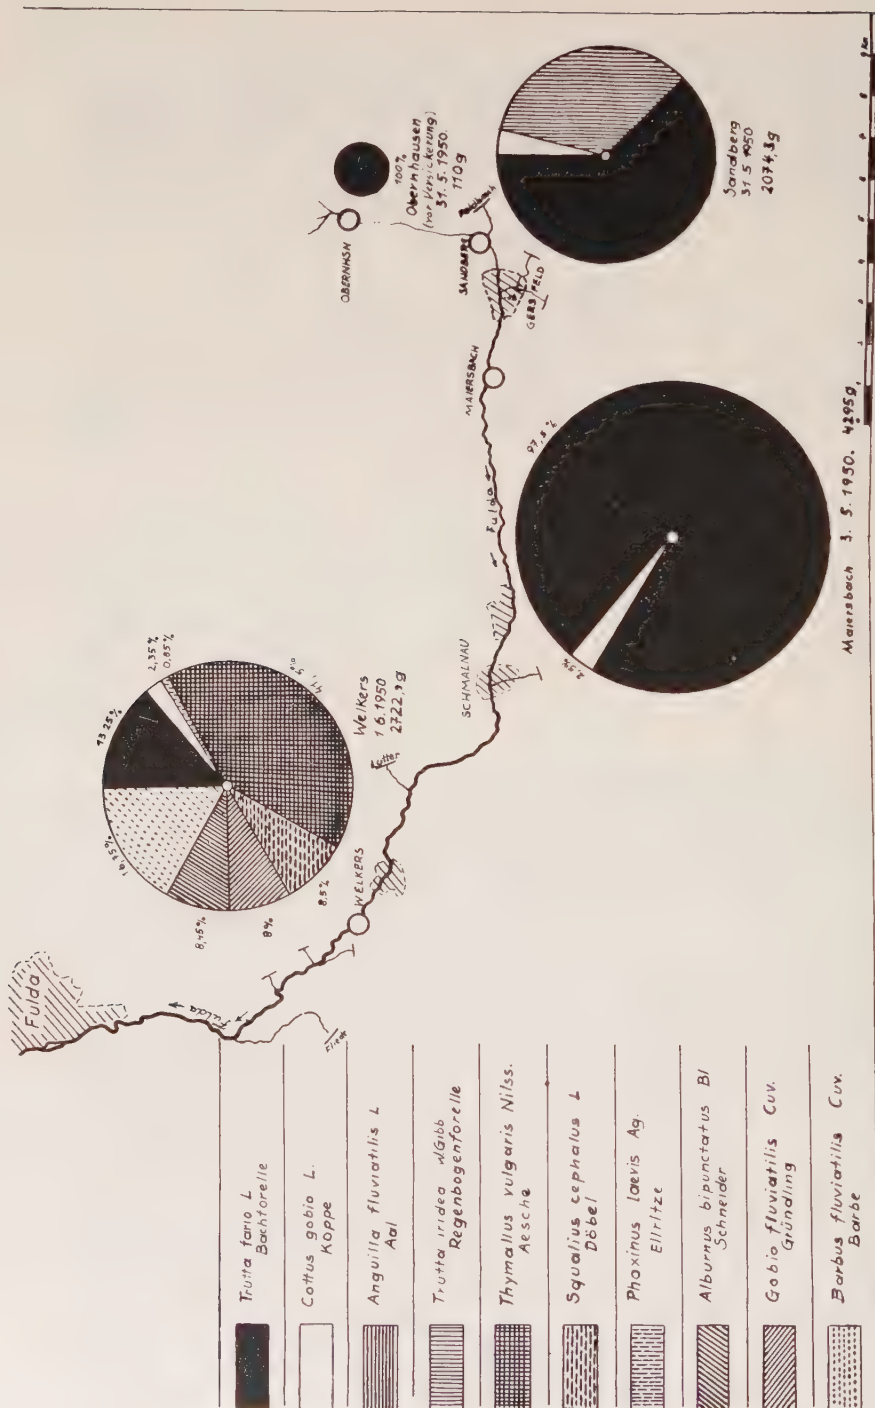 Fulda
Fulda
Fliede
WELKERS
Lütter
SCHMALNAU
Fulda
MAIERSBACH
GERSFELD
SANDBERG
OBERNHSN
13 25%
2,35%
0,85%
8,5%
8%
8,45%
Welkers
1 6.1950
2722,9g
100%
Obernhausen
(vor Versickerung)
31. 5. 1950.
110g
Sandberg
31 5 1950
2074,3g
97,5%
2,5%
Maiersbach 3. 5. 1950. 4295g.
Trutta fario L
Bachforelle
Cottus gobio L.
Koppe
Anguilla fluviatilis L
Aal
Trutta iridea W.Gibb
Regenbogenforelle
Thymallus vulgaris Nilss.
Aesche
Squalius cephalus L
Döbel
Phoxinus laevis Ag.
Ellritze
Alburnus bipunctatus Bl
Schneider
Gobio fluviatilis Cuv.
Gründling
Barbus fluviatilis Cuv.
Barbe